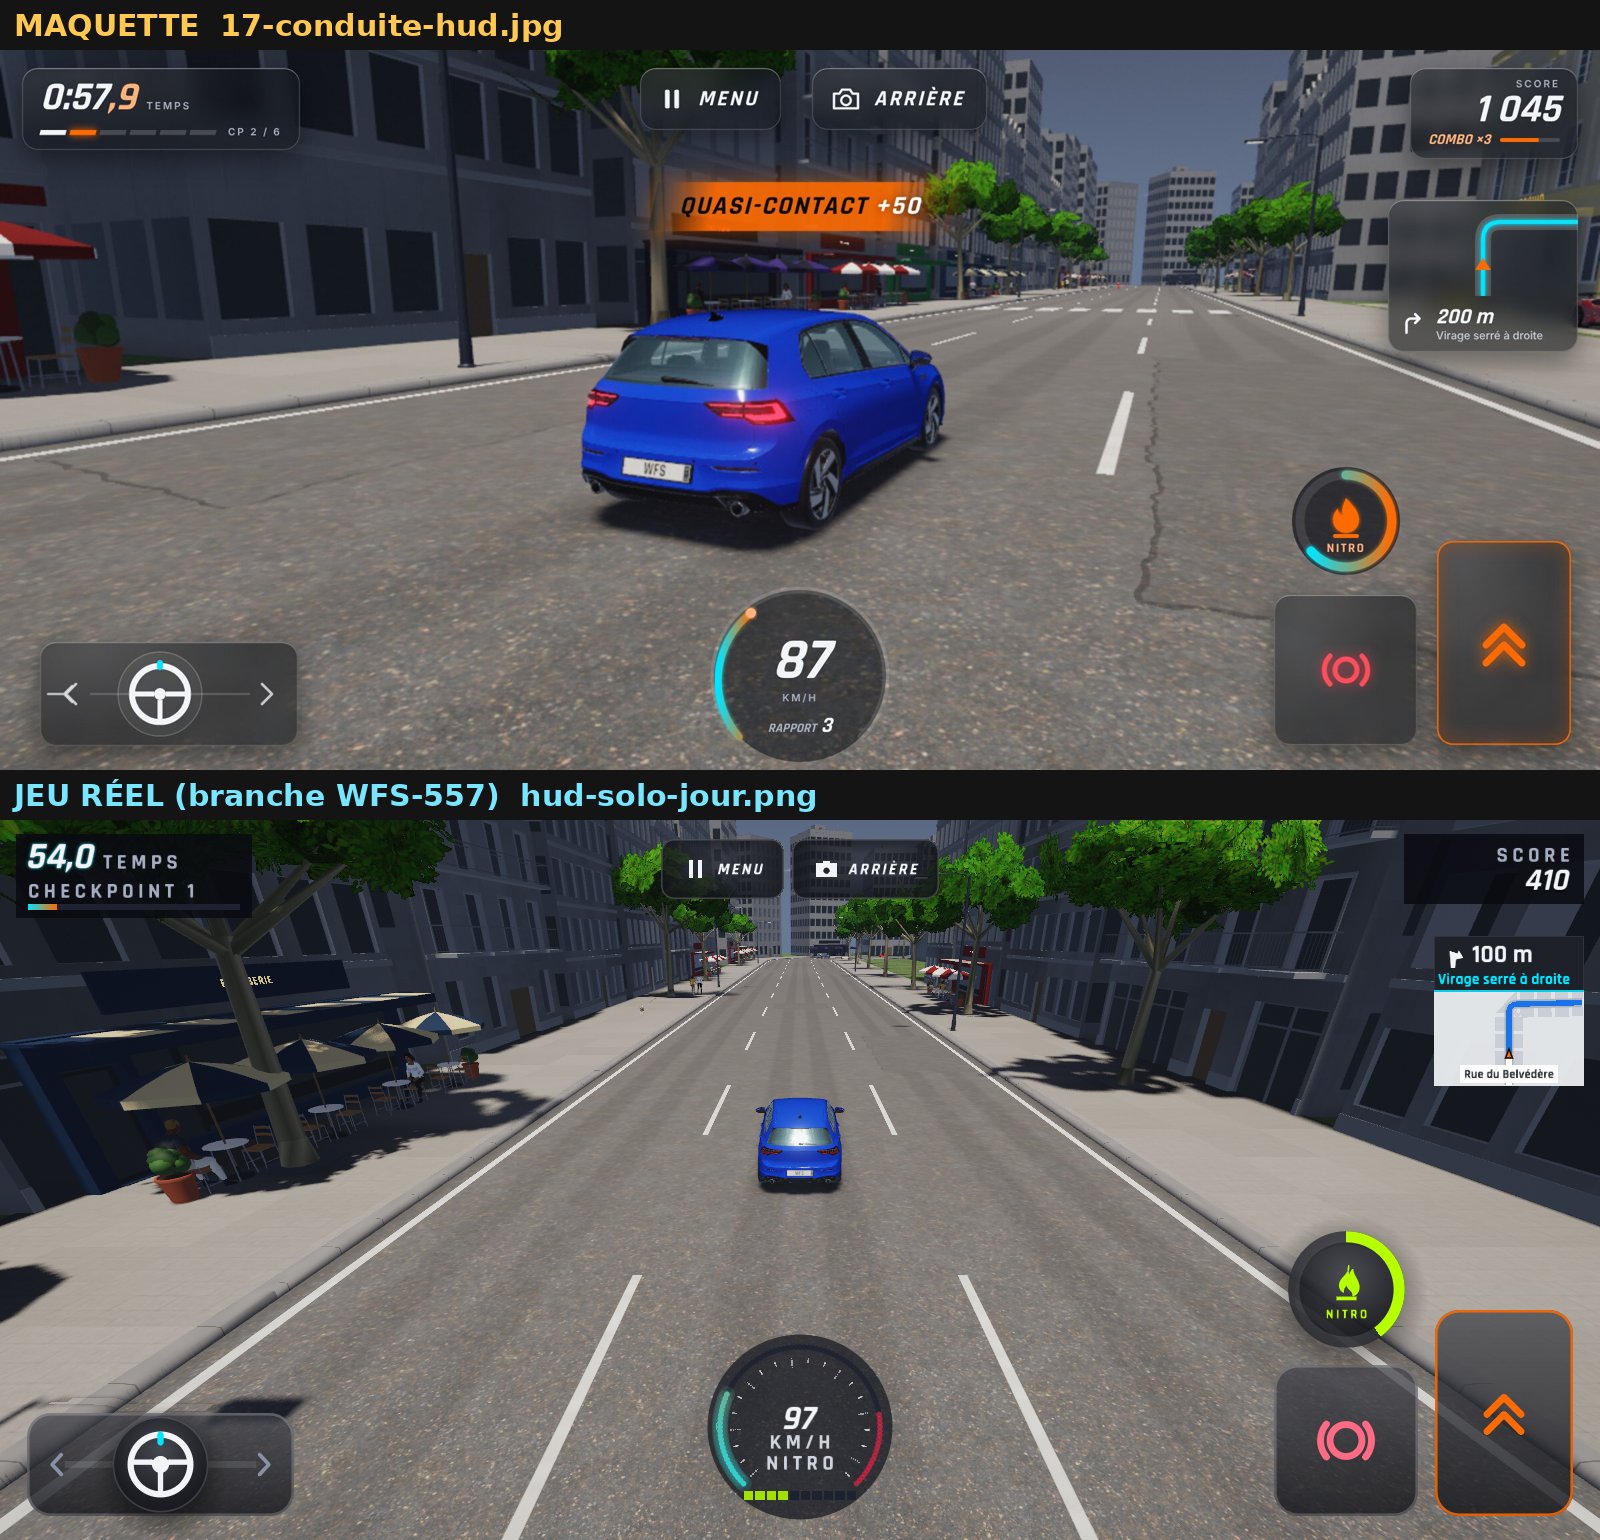 MAQUETTE 17-conduite-hud.jpg
0:57,9 TEMPS
CP 2 / 6
MENU
ARRIÈRE
SCORE
1 045
COMBO ×3
QUASI-CONTACT +50
200 m
Virage serré à droite
WFS
NITRO
87
KM/H
RAPPORT 3
JEU RÉEL (branche WFS-557) hud-solo-jour.png
54,0 TEMPS
CHECKPOINT 1
MENU
ARRIÈRE
SCORE
410
100 m
Virage serré à droite
Rue du Belvédère
NITRO
97
KM/H
NITRO